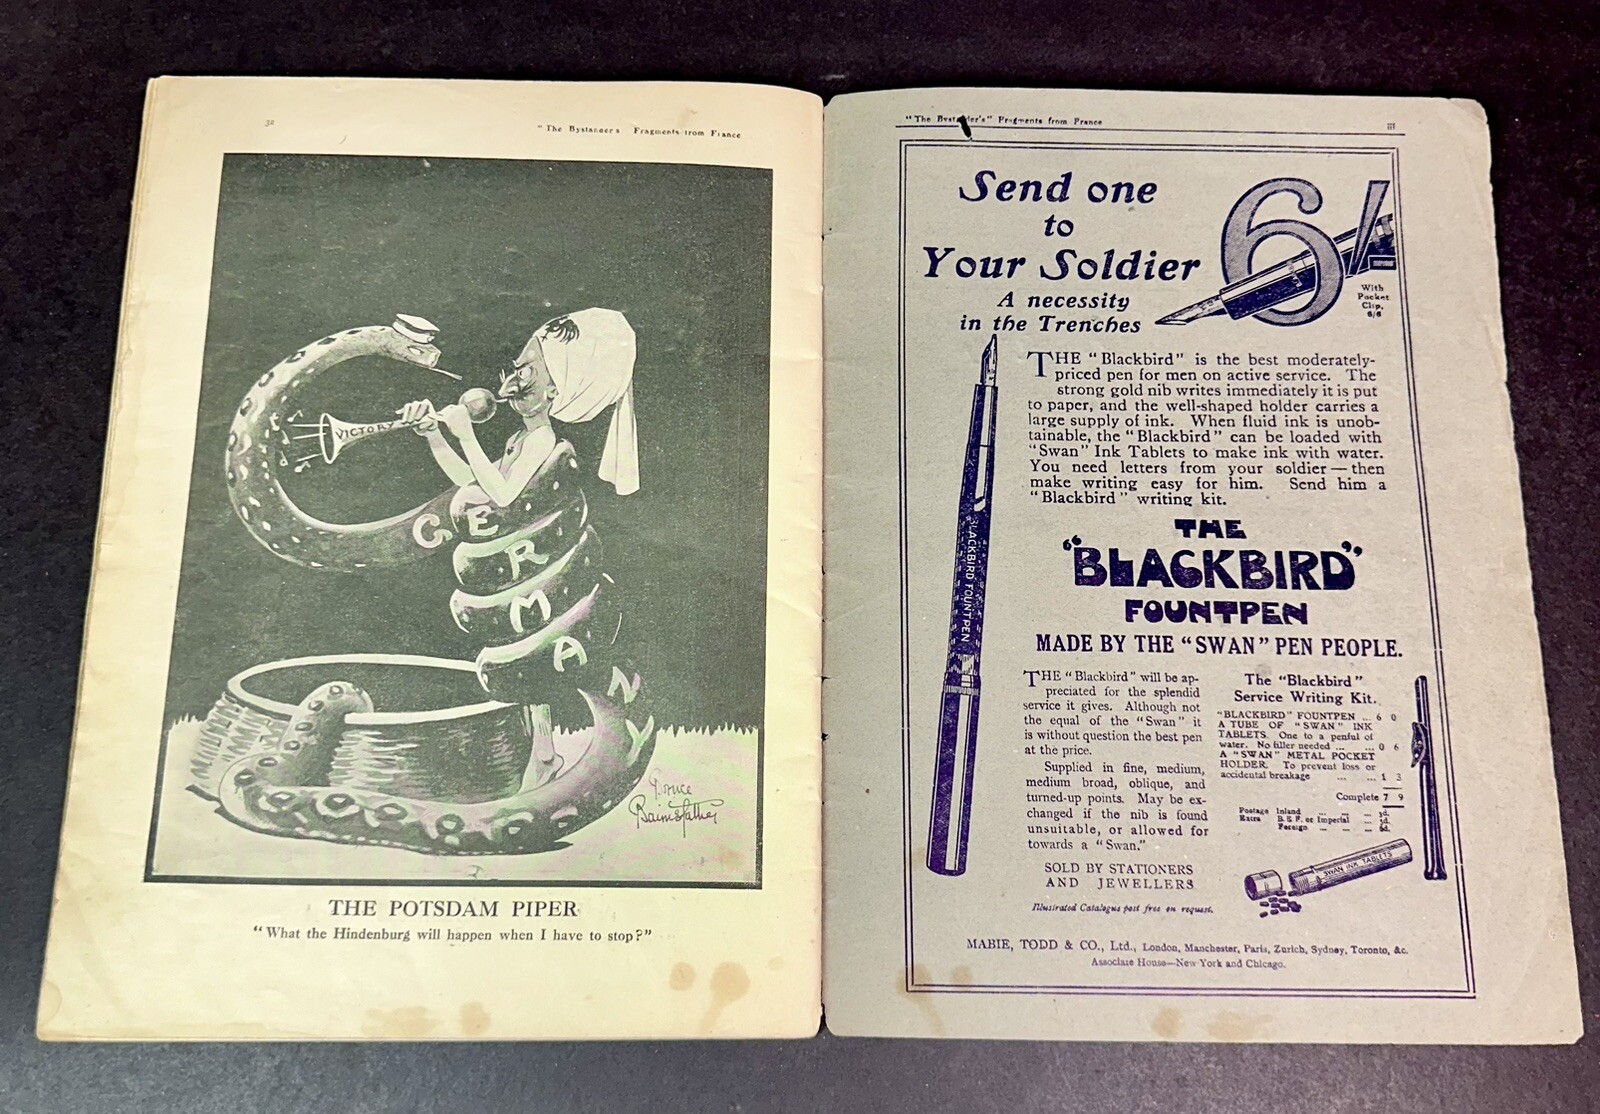 32
"The Bystander's Fragments from France
VICTORY
GERMANY
Bruce
Bairnsfather
THE POTSDAM PIPER
"What the Hindenburg will happen when I have to stop?"
"The Bystander's" Fragments from France
iii
Send one
to
Your Soldier
A necessity
in the Trenches
6/-
With
Pocket
Clip,
6/6
THE "Blackbird" is the best moderately-
priced pen for men on active service. The
strong gold nib writes immediately it is put
to paper, and the well-shaped holder carries a
large supply of ink. When fluid ink is unob-
tainable, the "Blackbird" can be loaded with
"Swan" Ink Tablets to make ink with water.
You need letters from your soldier—then
make writing easy for him. Send him a
"Blackbird" writing kit.
BLACKBIRD FOUNTPEN
THE
"BLACKBIRD"
FOUNTPEN
MADE BY THE "SWAN" PEN PEOPLE.
THE "Blackbird" will be ap-
preciated for the splendid
service it gives. Although not
the equal of the "Swan" it
is without question the best pen
at the price.
Supplied in fine, medium,
medium broad, oblique, and
turned-up points. May be ex-
changed if the nib is found
unsuitable, or allowed for
towards a "Swan."
SOLD BY STATIONERS
AND JEWELLERS
Illustrated Catalogue post free on request.
The "Blackbird"
Service Writing Kit.
"BLACKBIRD" FOUNTPEN ... 6 0
A TUBE OF "SWAN" INK
TABLETS. One to a penful of
water. No filler needed ... ... 0 6
A "SWAN" METAL POCKET
HOLDER. To prevent loss or
accidental breakage ... ... ... 1 3
Complete 7 9
Postage Inland ... ... ... 3d.
Extra B.E.F. or Imperial ...
Foreign ... ... ...
SWAN INK TABLETS
MABIE, TODD & CO., Ltd., London, Manchester, Paris, Zurich, Sydney, Toronto, &c.
Associate House—New York and Chicago.